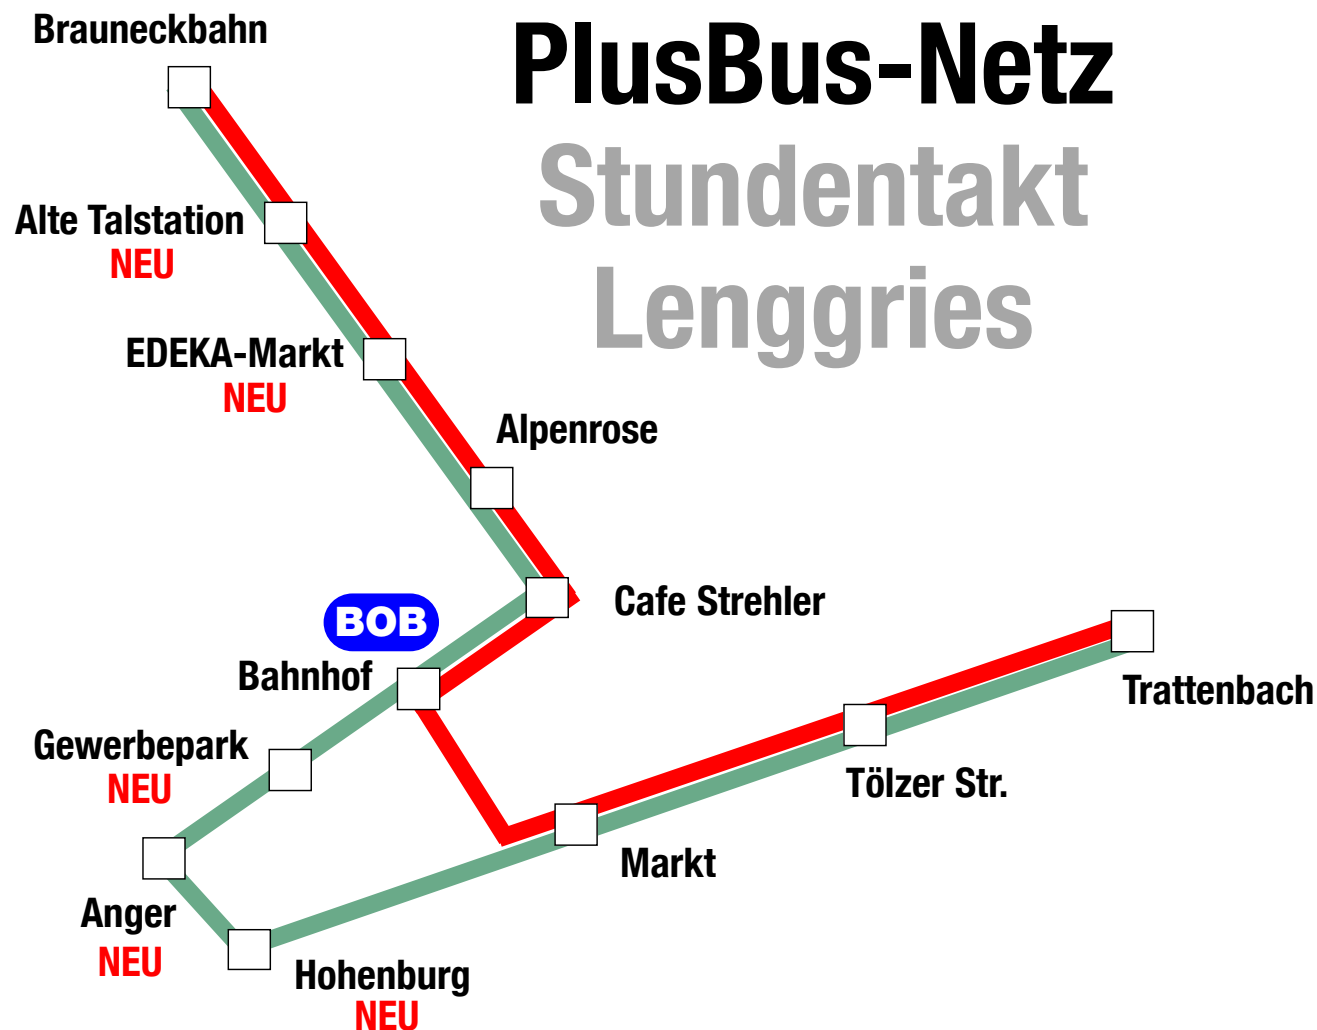 Brauneckbahn
PlusBus-Netz
Stundentakt
Lenggries
Alte Talstation
NEU
EDEKA-Markt
NEU
Alpenrose
Cafe Strehler
BOB
Bahnhof
Trattenbach
Gewerbepark
NEU
Tölzer Str.
Markt
Anger
NEU
Hohenburg
NEU